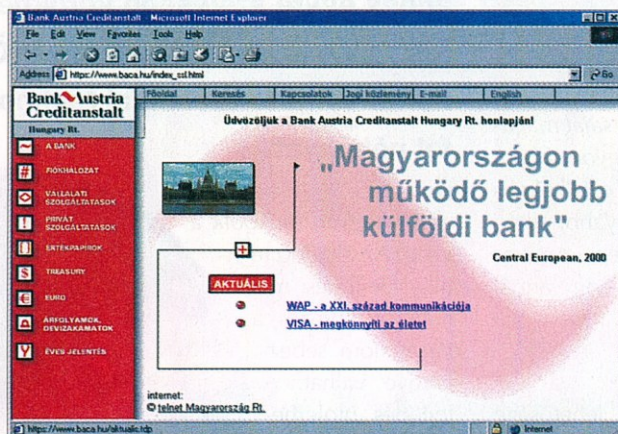 Bank Austria Creditanstalt - Microsoft Internet Explorer
File Edit View Favorites Tools Help
Address https://www.baca.hu/index_ssl.html Go
Bank Austria
Creditanstalt
Hungary Rt.
Főoldal Keresés Kapcsolatok Jogi közlemény E-mail English
A BANK
FIÓKHÁLÓZAT
VÁLLALATI
SZOLGÁLTATÁSOK
PRIVÁT
SZOLGÁLTATÁSOK
ÉRTÉKPAPÍROK
TREASURY
EURO
ÁRFOLYAMOK,
DEVIZAKAMATOK
ÉVES JELENTÉS
Üdvözöljük a Bank Austria Creditanstalt Hungary Rt. honlapján!
„Magyarországon
működő legjobb
külföldi bank"
Central European, 2000
AKTUÁLIS
WAP - a XXI. század kommunikációja
VISA - megkönnyíti az életet
internet:
© telnet Magyarország Rt.
https://www.baca.hu/aktualis.tdp Internet